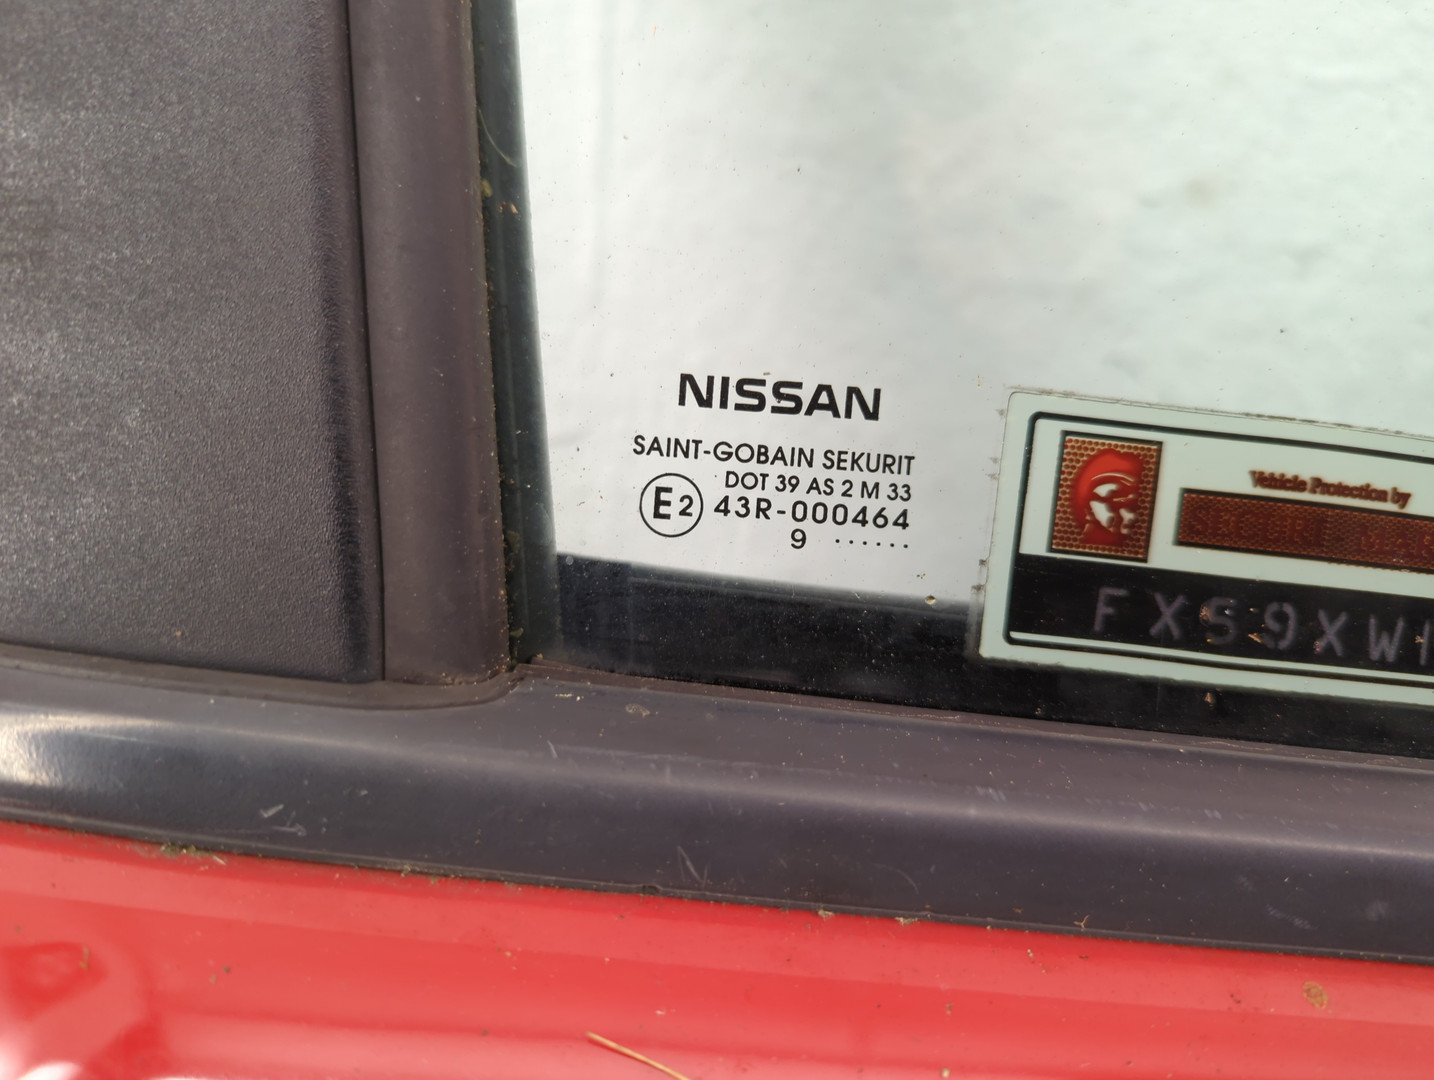 NISSAN
SAINT-GOBAIN SEKURIT
DOT 39 AS 2 M 33
E2 43R-000464
9 ······
Vehicle Protection by
FXS9XW